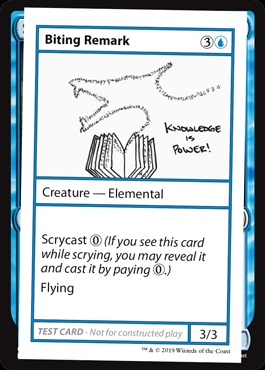 Biting Remark 3
KNOWLEDGE
IS
POWER!
Creature — Elemental
Scrycast 0 (If you see this card
while scrying, you may reveal it
and cast it by paying 0.)
Flying
TEST CARD - Not for constructed play
3/3
™ & © 2019 Wizards of the Coast